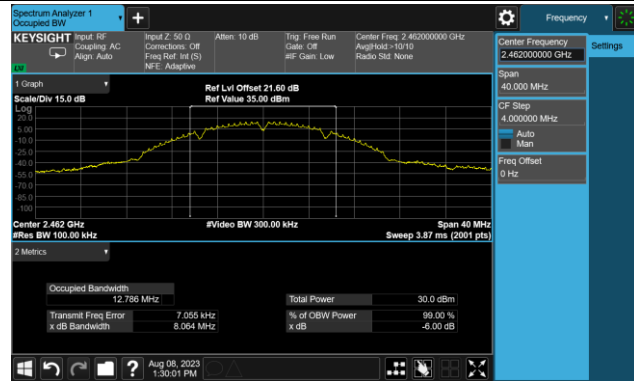 Spectrum Analyzer 1
Occupied BW
Frequency
KEYSIGHT
Input: RF
Coupling: AC
Align: Auto
Input Z: 50 Ω
Corrections: Off
Freq Ref: Int (S)
NFE: Adaptive
Atten: 10 dB
Trig: Free Run
Gate: Off
#IF Gain: Low
Center Freq: 2.462000000 GHz
Avg|Hold:>10/10
Radio Std: None
Center Frequency
2.462000000 GHz
Settings
Span
40.000 MHz
CF Step
4.000000 MHz
Auto
Man
Freq Offset
0 Hz
1 Graph
Scale/Div 15.0 dB
Ref Lvl Offset 21.60 dB
Ref Value 35.00 dBm
Log
20.0
5.00
-10.0
-25.0
-40.0
-55.0
-70.0
-85.0
-100
Center 2.462 GHz
#Res BW 100.00 kHz
#Video BW 300.00 kHz
Span 40 MHz
Sweep 3.87 ms (2001 pts)
2 Metrics
Occupied Bandwidth
12.786 MHz
Total Power 30.0 dBm
Transmit Freq Error 7.055 kHz
% of OBW Power 99.00 %
x dB Bandwidth 8.064 MHz
x dB -6.00 dB
Aug 08, 2023
1:30:01 PM